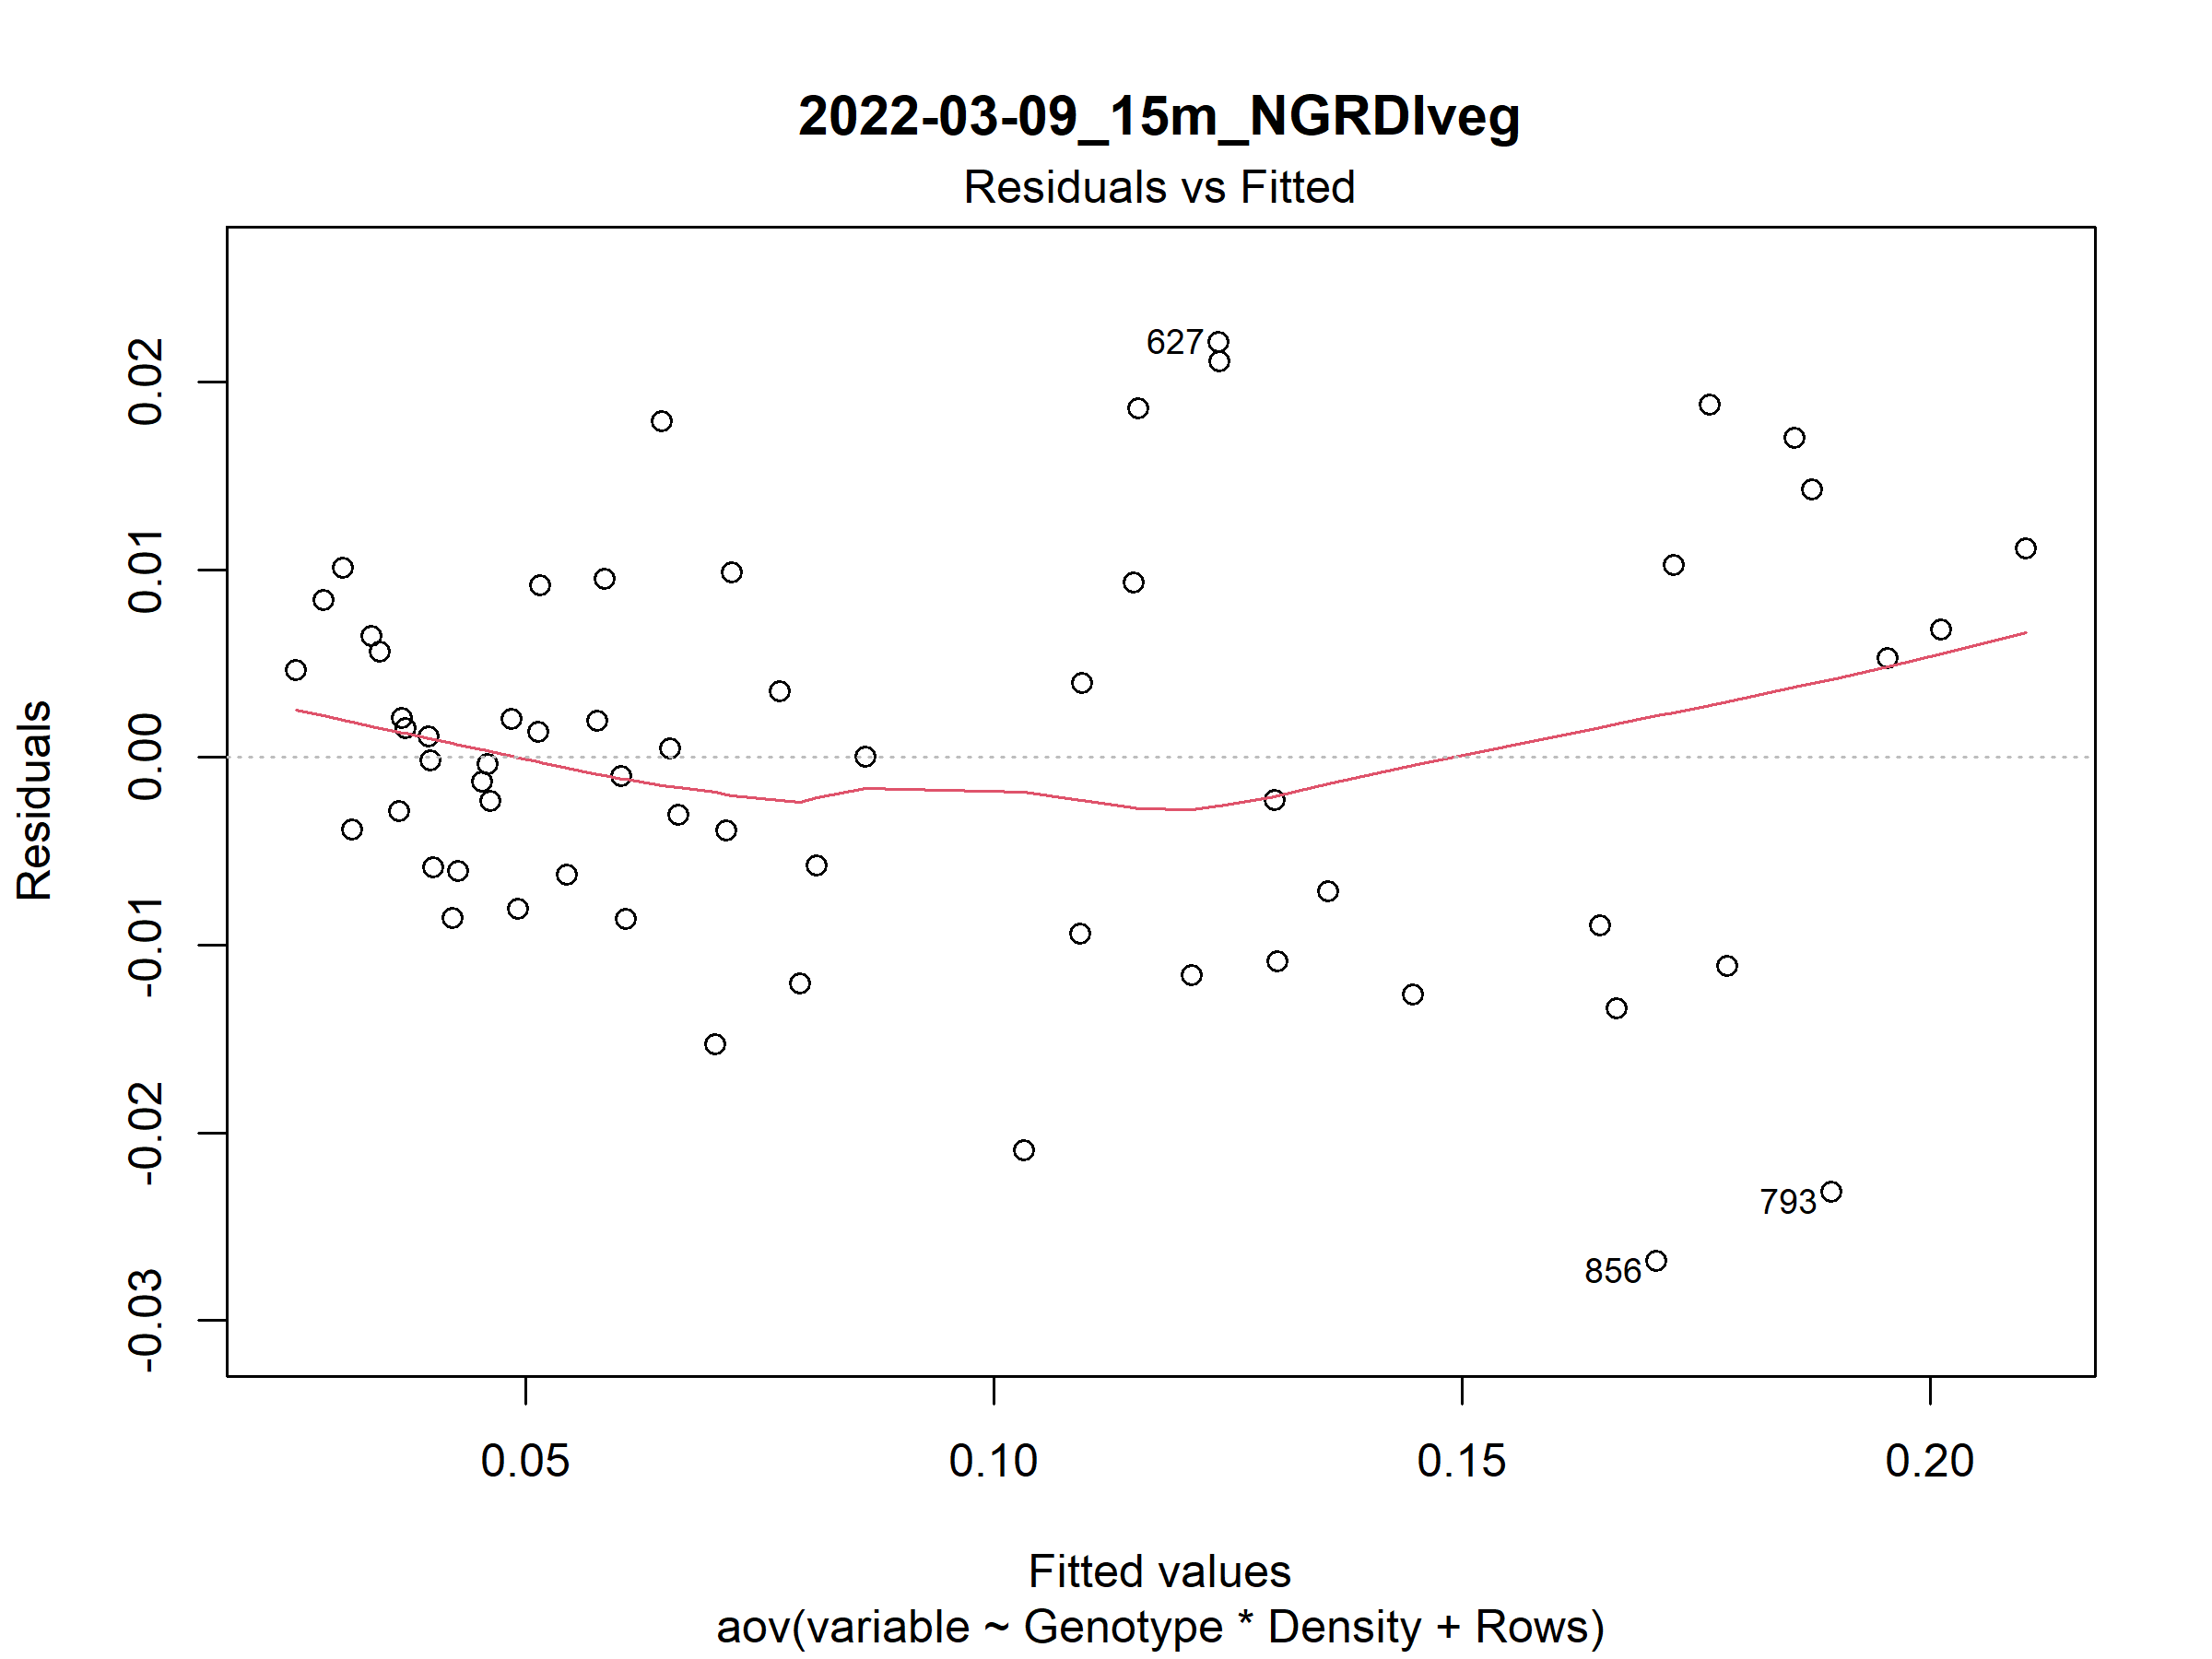 2022-03-09_15m_NGRDIveg
Residuals vs Fitted
Residuals
0.02
0.01
0.00
-0.01
-0.02
-0.03
627
793
856
0.05 0.10 0.15 0.20
Fitted values
aov(variable ~ Genotype * Density + Rows)